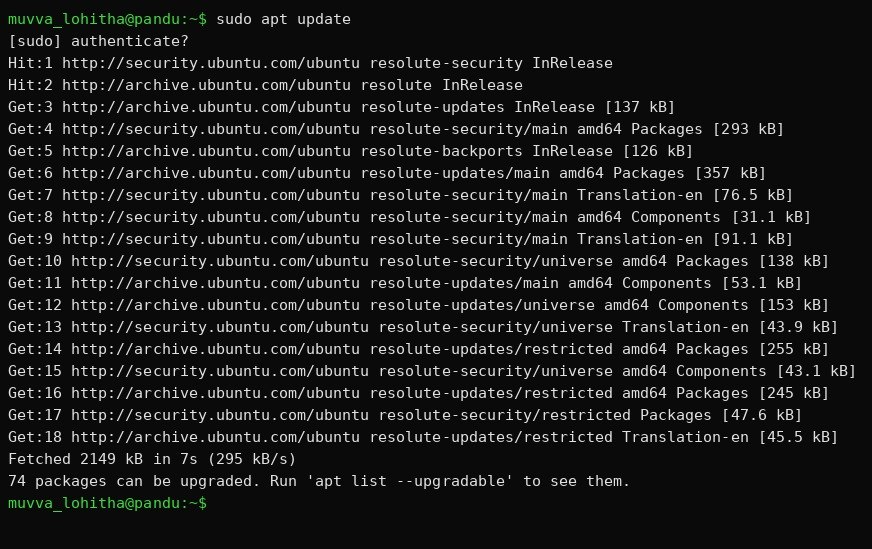 muvva_lohitha@pandu:~$ sudo apt update
[sudo] authenticate?
Hit:1 http://security.ubuntu.com/ubuntu resolute-security InRelease
Hit:2 http://archive.ubuntu.com/ubuntu resolute InRelease
Get:3 http://archive.ubuntu.com/ubuntu resolute-updates InRelease [137 kB]
Get:4 http://security.ubuntu.com/ubuntu resolute-security/main amd64 Packages [293 kB]
Get:5 http://archive.ubuntu.com/ubuntu resolute-backports InRelease [126 kB]
Get:6 http://archive.ubuntu.com/ubuntu resolute-updates/main amd64 Packages [357 kB]
Get:7 http://security.ubuntu.com/ubuntu resolute-security/main Translation-en [76.5 kB]
Get:8 http://security.ubuntu.com/ubuntu resolute-security/main amd64 Components [31.1 kB]
Get:9 http://security.ubuntu.com/ubuntu resolute-security/main Translation-en [91.1 kB]
Get:10 http://security.ubuntu.com/ubuntu resolute-security/universe amd64 Packages [138 kB]
Get:11 http://archive.ubuntu.com/ubuntu resolute-updates/main amd64 Components [53.1 kB]
Get:12 http://archive.ubuntu.com/ubuntu resolute-updates/universe amd64 Components [153 kB]
Get:13 http://security.ubuntu.com/ubuntu resolute-security/universe Translation-en [43.9 kB]
Get:14 http://archive.ubuntu.com/ubuntu resolute-updates/restricted amd64 Packages [255 kB]
Get:15 http://security.ubuntu.com/ubuntu resolute-security/universe amd64 Components [43.1 kB]
Get:16 http://archive.ubuntu.com/ubuntu resolute-updates/restricted amd64 Packages [245 kB]
Get:17 http://security.ubuntu.com/ubuntu resolute-security/restricted Packages [47.6 kB]
Get:18 http://archive.ubuntu.com/ubuntu resolute-updates/restricted Translation-en [45.5 kB]
Fetched 2149 kB in 7s (295 kB/s)
74 packages can be upgraded. Run 'apt list --upgradable' to see them.
muvva_lohitha@pandu:~$